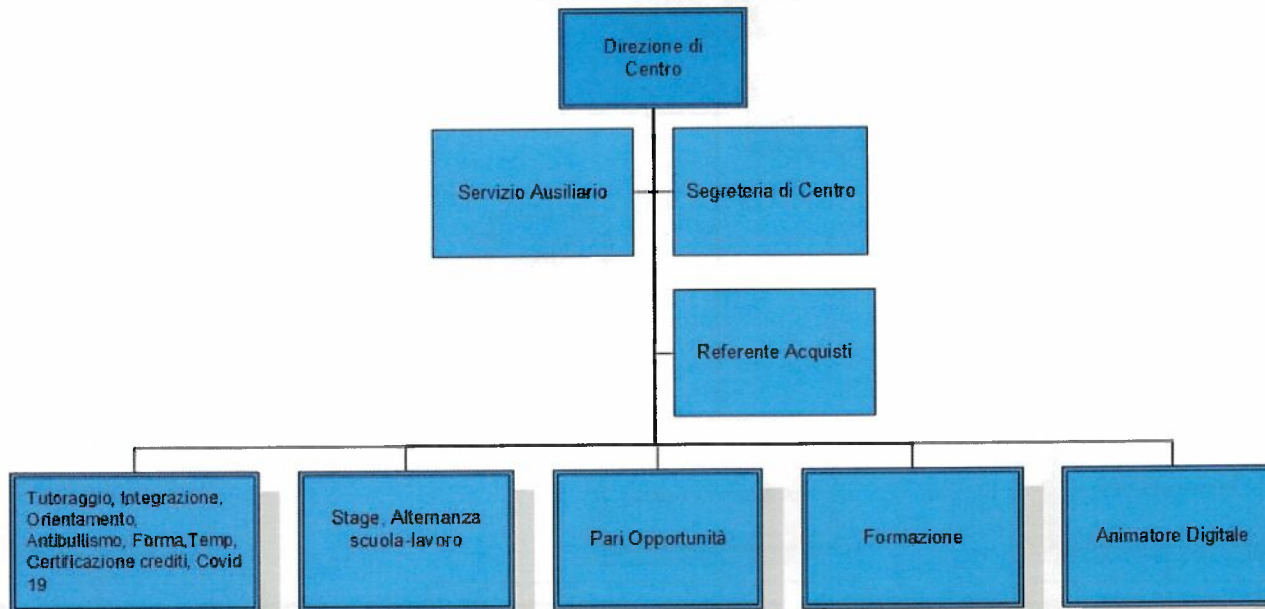 Direzione di
Centro
Servizio Ausiliario
Segreteria di Centro
Referente Acquisti
Tutoraggio, Integrazione,
Orientamento,
Antibullismo, Forma,Temp,
Certificazione crediti, Covid
19
Stage, Alternanza
scuola-lavoro
Pari Opportunità
Formazione
Animatore Digitale